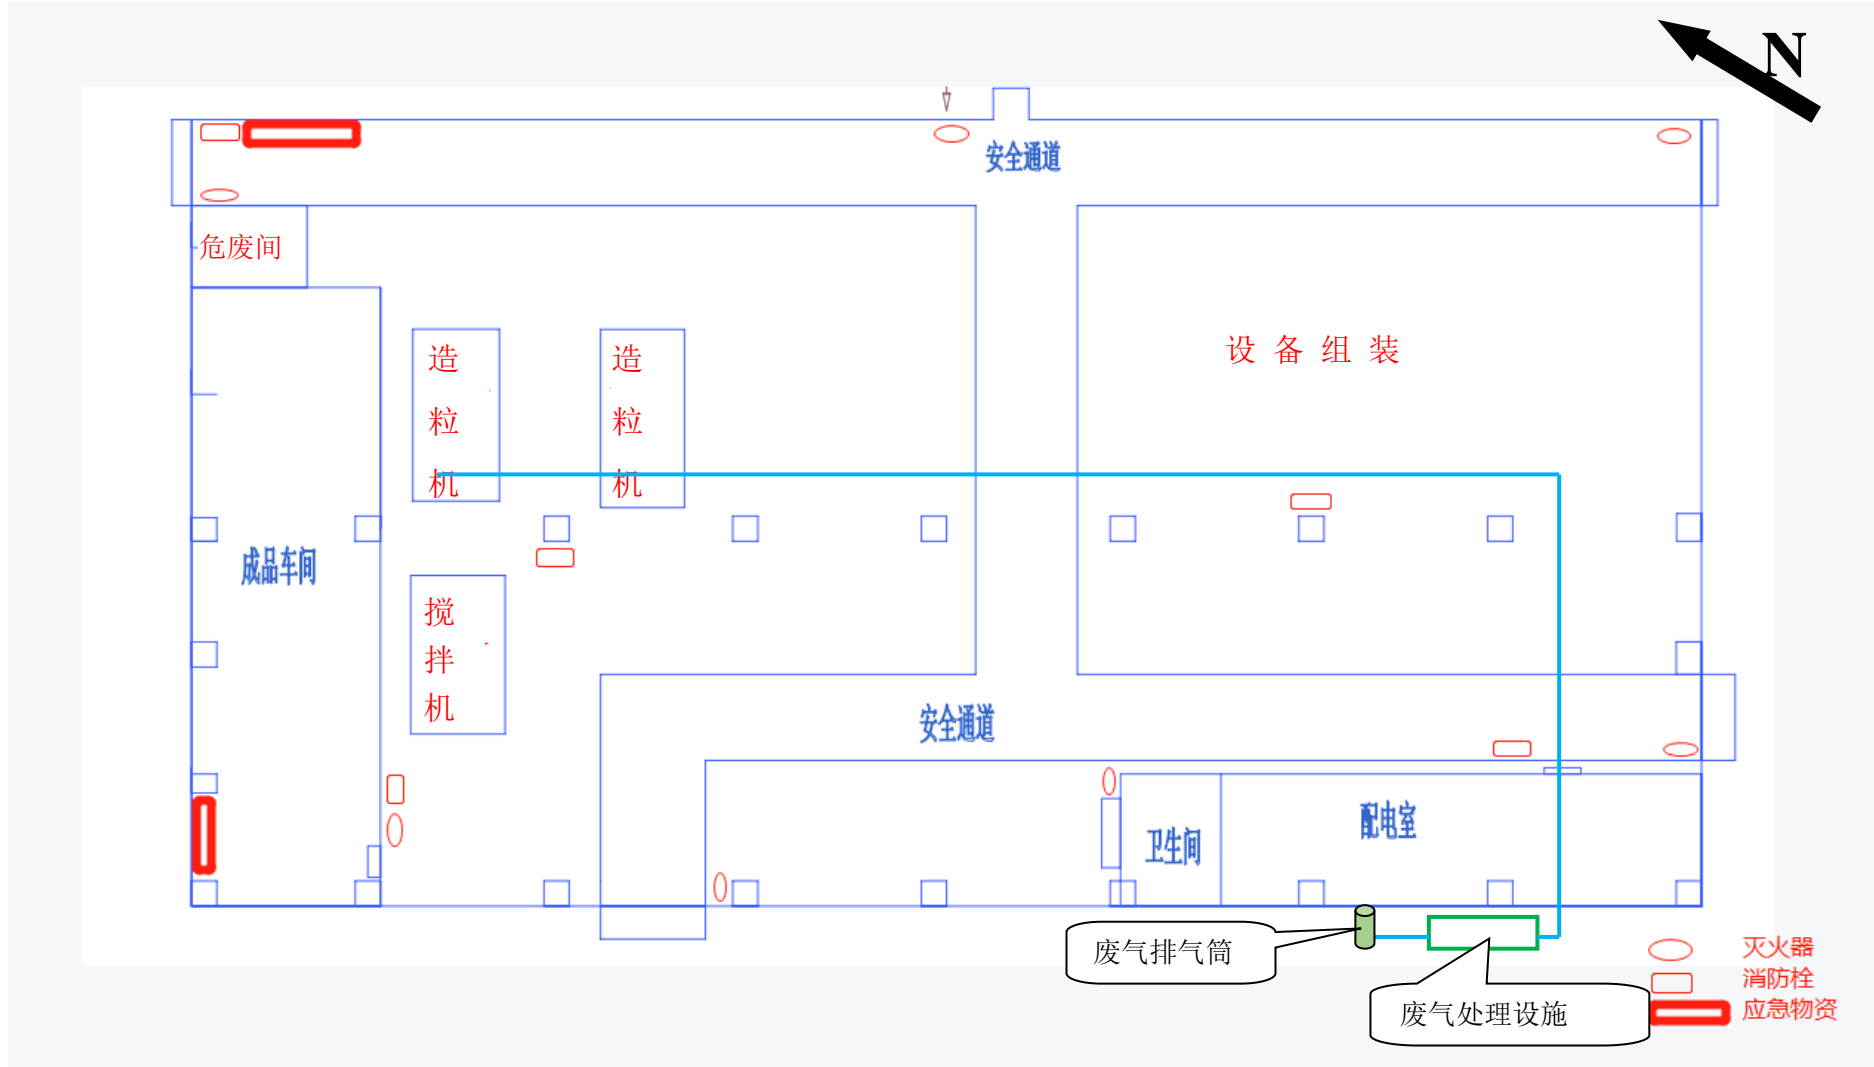 N
安全通道
危废间
设备组装
造粒机
造粒机
成品车间
搅拌机
安全通道
配电室
卫生间
废气排气筒
废气处理设施
灭火器
消防栓
应急物资